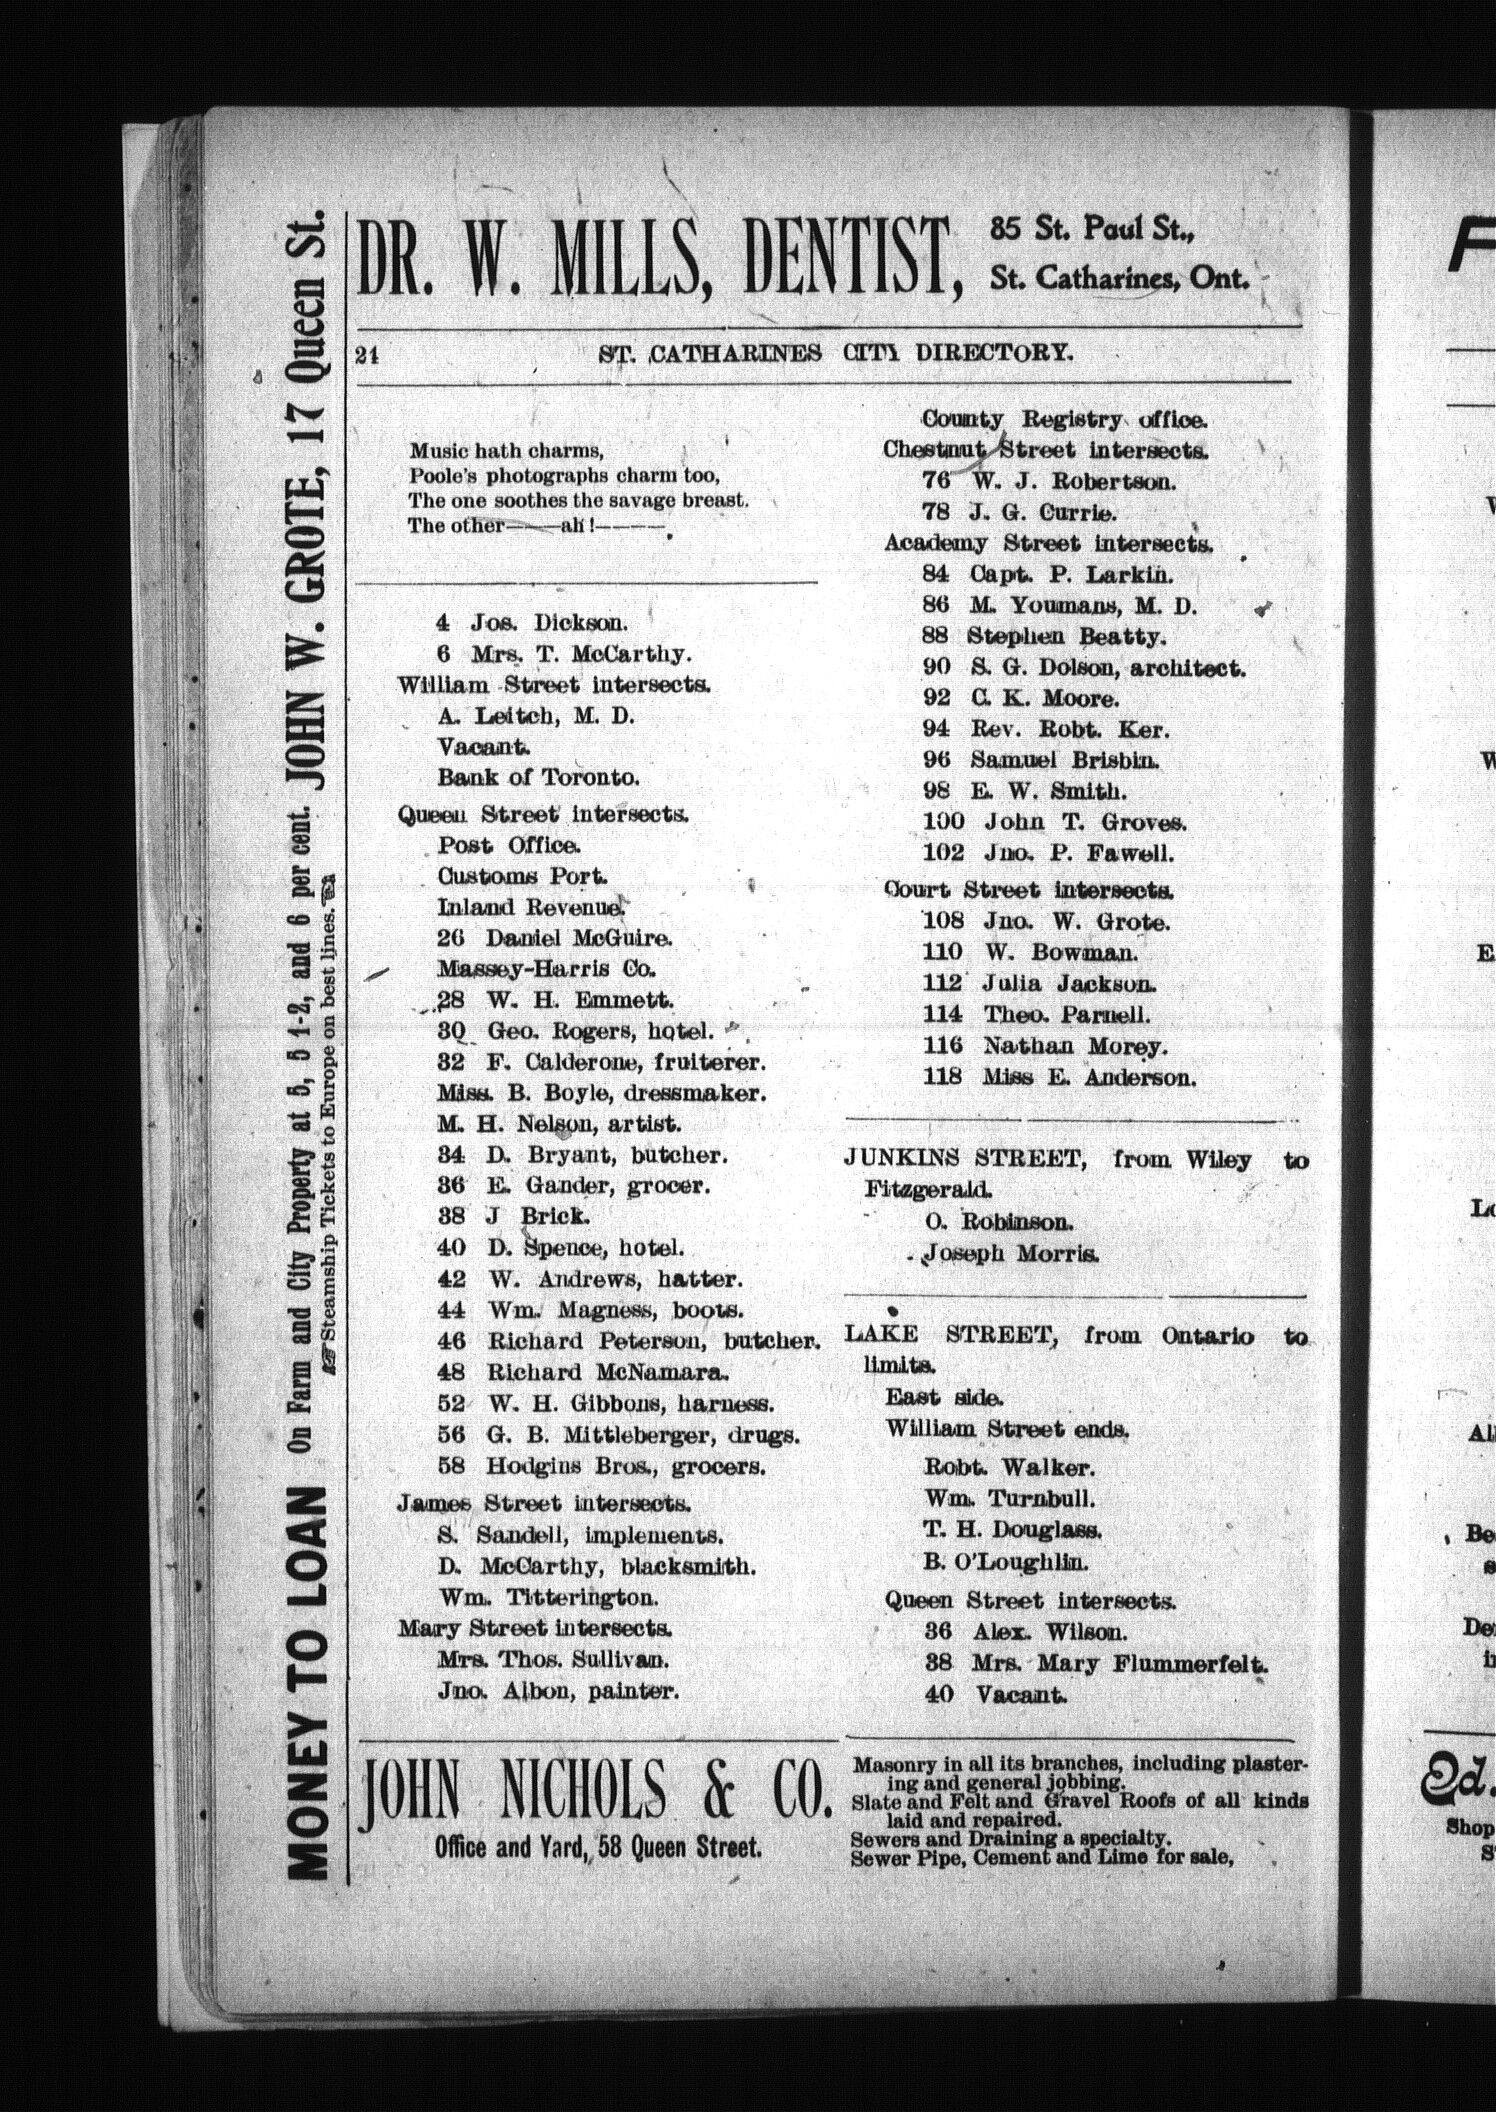 DR. W. MILLS, DENTIST,
85 St. Paul St.,
St. Catharines, Ont.
24
ST. CATHARINES CITY DIRECTORY.
Music hath charms,
Poole's photographs charm too,
The one soothes the savage breast.
The other———ah!————.
4 Jos. Dickson.
6 Mrs. T. McCarthy.
William Street intersects.
A. Leitch, M. D.
Vacant.
Bank of Toronto.
Queen Street intersects.
Post Office.
Customs Port.
Inland Revenue.
26 Daniel McGuire.
Massey-Harris Co.
28 W. H. Emmett.
30 Geo. Rogers, hotel.
32 F. Calderone, fruiterer.
Miss. B. Boyle, dressmaker.
M. H. Nelson, artist.
34 D. Bryant, butcher.
36 E. Gander, grocer.
38 J Brick.
40 D. Spence, hotel.
42 W. Andrews, hatter.
44 Wm. Magness, boots.
46 Richard Peterson, butcher.
48 Richard McNamara.
52 W. H. Gibbons, harness.
56 G. B. Mittleberger, drugs.
58 Hodgins Bros., grocers.
James Street intersects.
S. Sandell, implements.
D. McCarthy, blacksmith.
Wm. Titterington.
Mary Street intersects.
Mrs. Thos. Sullivan.
Jno. Albon, painter.
County Registry office.
Chestnut Street intersects.
76 W. J. Robertson.
78 J. G. Currie.
Academy Street intersects.
84 Capt. P. Larkin.
86 M. Youmans, M. D.
88 Stephen Beatty.
90 S. G. Dolson, architect.
92 C. K. Moore.
94 Rev. Robt. Ker.
96 Samuel Brisbin.
98 E. W. Smith.
100 John T. Groves.
102 Jno. P. Fawell.
Court Street intersects.
108 Jno. W. Grote.
110 W. Bowman.
112 Julia Jackson.
114 Theo. Parnell.
116 Nathan Morey.
118 Miss E. Anderson.
JUNKINS STREET, from Wiley to
Fitzgerald.
O. Robinson.
Joseph Morris.
LAKE STREET, from Ontario to
limits.
East side.
William Street ends.
Robt. Walker.
Wm. Turnbull.
T. H. Douglass.
B. O'Loughlin.
Queen Street intersects.
36 Alex. Wilson.
38 Mrs. Mary Flummerfelt.
40 Vacant.
JOHN NICHOLS & CO.
Office and Yard, 58 Queen Street.
Masonry in all its branches, including plaster-
ing and general jobbing.
Slate and Felt and Gravel Roofs of all kinds
laid and repaired.
Sewers and Draining a specialty.
Sewer Pipe, Cement and Lime for sale,
MONEY TO LOAN On Farm and City Property at 5, 5 1-2, and 6 per cent. JOHN W. GROTE, 17 Queen St.
Steamship Tickets to Europe on best lines.